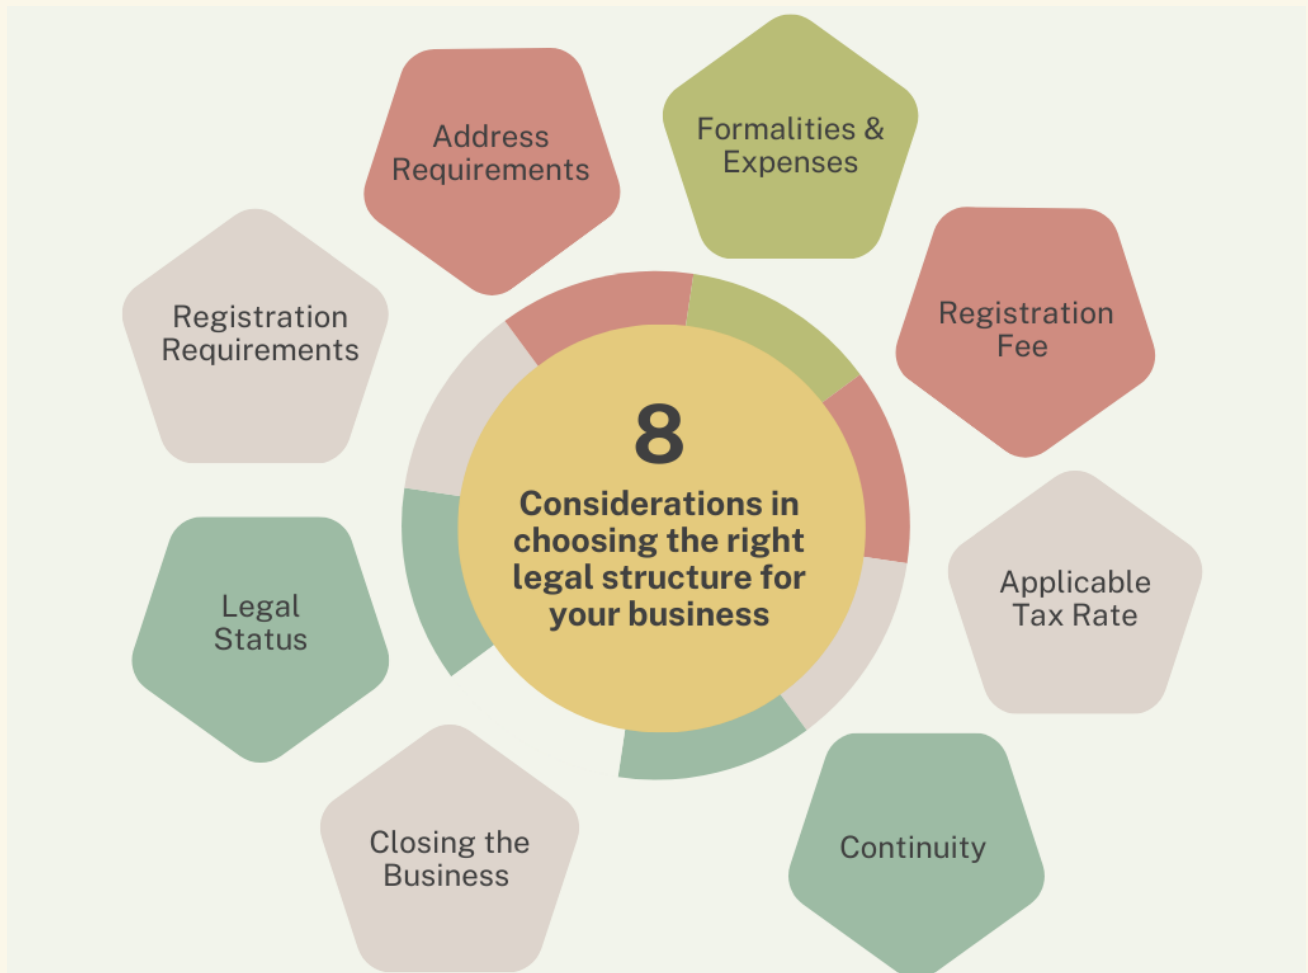 Address
Requirements
Formalities &
Expenses
Registration
Requirements
Registration
Fee
8
Considerations in
choosing the right
legal structure for
your business
Legal
Status
Applicable
Tax Rate
Closing the
Business
Continuity